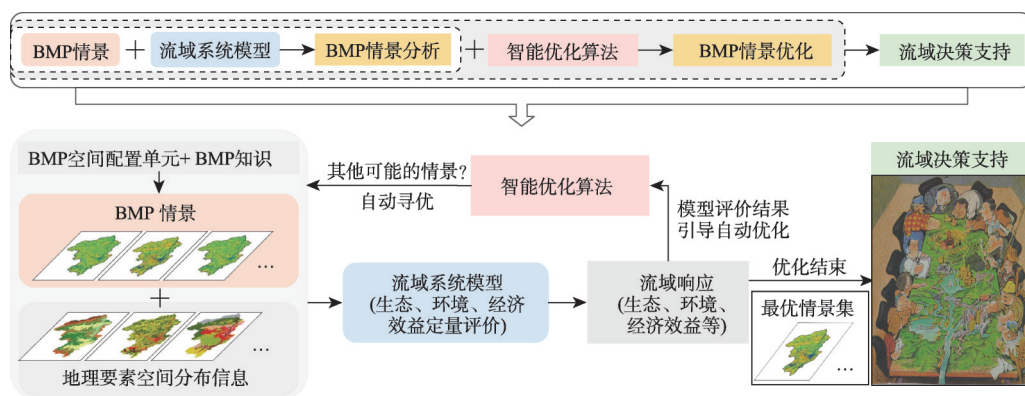 BMP情景 + 流域系统模型 BMP情景分析 + 智能优化算法 BMP情景优化 流域决策支持
BMP空间配置单元+ BMP知识
BMP 情景
...
+
...
地理要素空间分布信息
其他可能的情景?
自动寻优
智能优化算法
模型评价结果
引导自动优化
流域系统模型
(生态、环境、经济
效益定量评价)
流域响应
(生态、环境、
经济效益等)
优化结束
最优情景集
...
流域决策支持